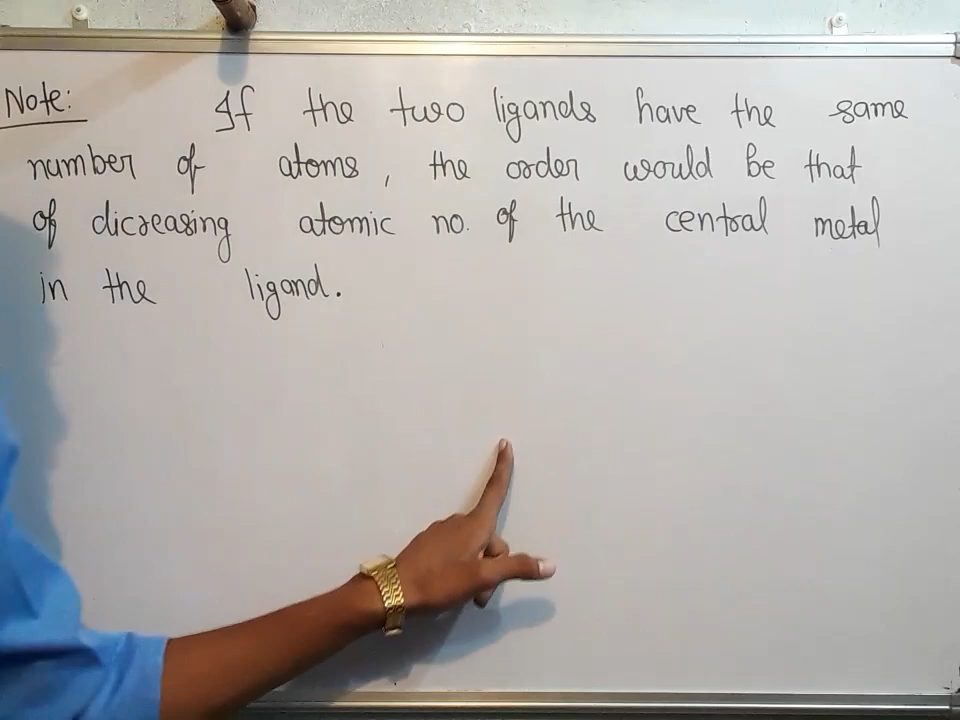 Note: If the two ligands have the same
number of atoms, the order would be that
of dicreasing atomic no. of the central metal
in the ligand.